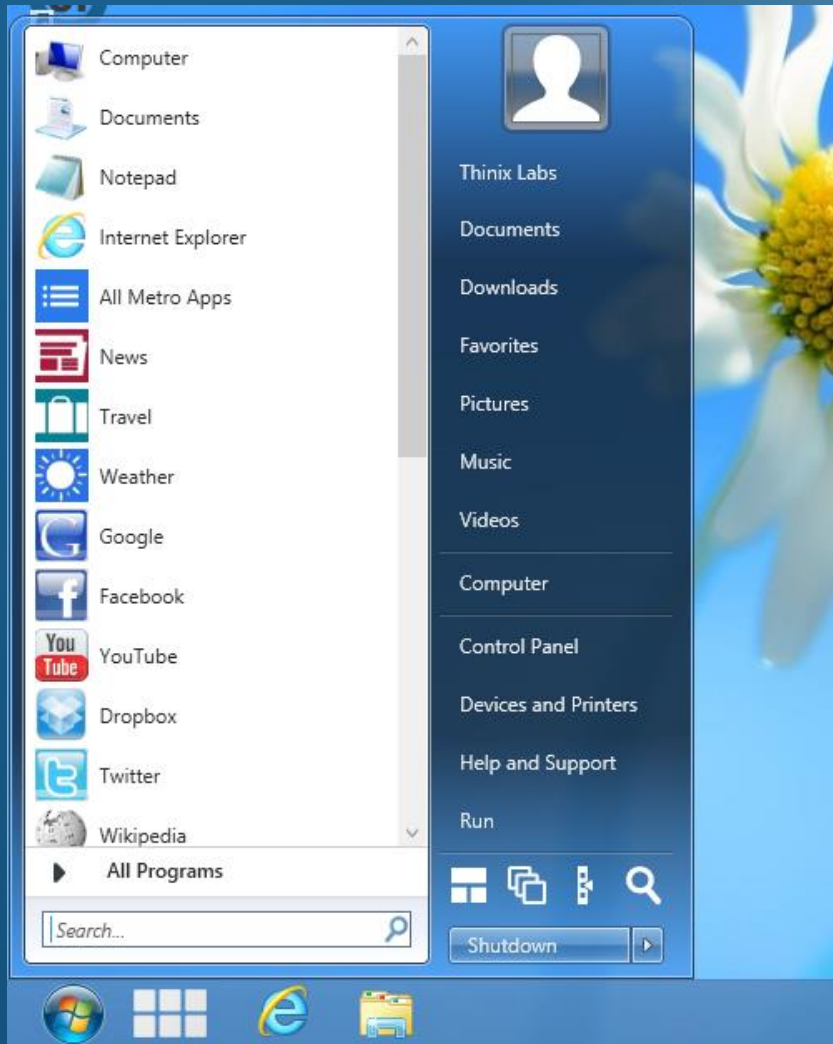 Computer
Documents
Notepad
Internet Explorer
All Metro Apps
News
Travel
Weather
G
Google
f
Facebook
You
Tube
YouTube
Dropbox
Twitter
Wikipedia
All Programs
Search...
Thinix Labs
Documents
Downloads
Favorites
Pictures
Music
Videos
Computer
Control Panel
Devices and Printers
Help and Support
Run
Shutdown